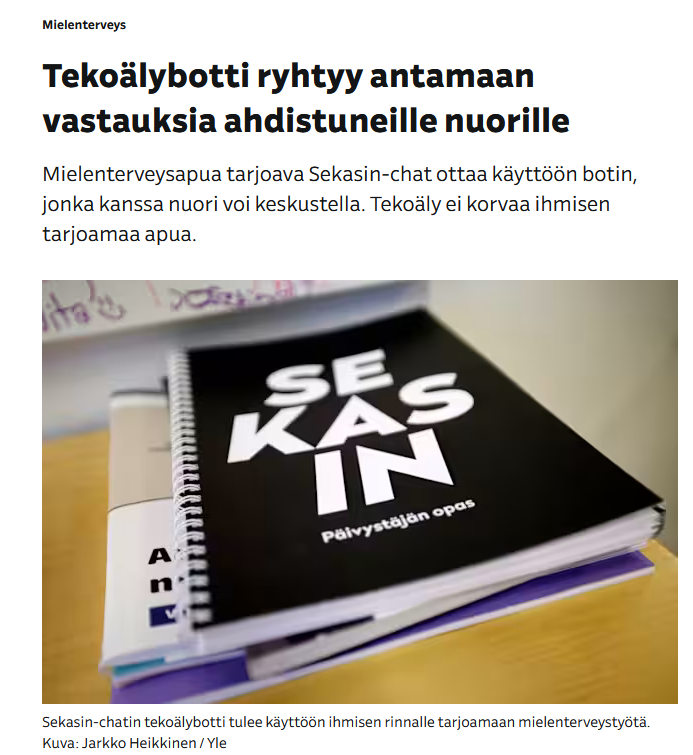 Mielenterveys
Tekoälybotti ryhtyy antamaan
vastauksia ahdistuneille nuorille
Mielenterveysapua tarjoava Sekasin-chat ottaa käyttöön botin,
jonka kanssa nuori voi keskustella. Tekoäly ei korvaa ihmisen
tarjoamaa apua.
SE
KAS
IN
Päivystäjän opas
Sekasin-chatin tekoälybotti tulee käyttöön ihmisen rinnalle tarjoamaan mielenterveystyötä.
Kuva: Jarkko Heikkinen / Yle